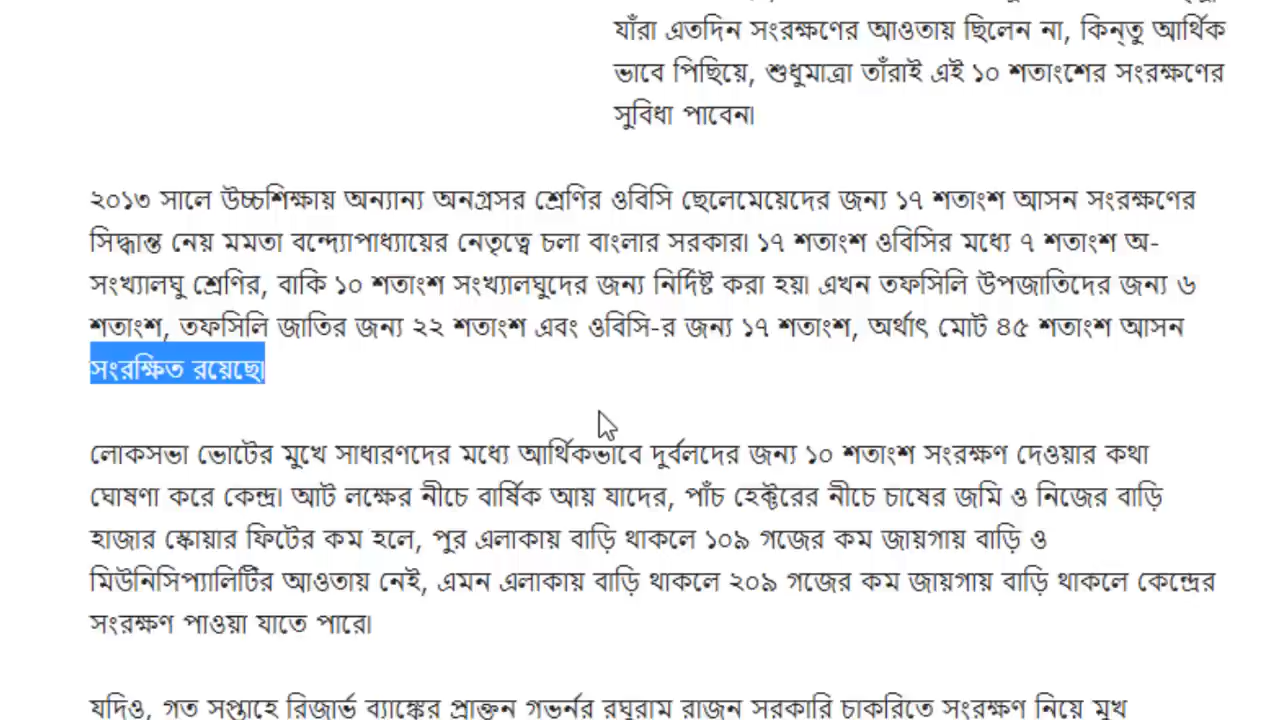 যাঁরা এতদিন সংরক্ষণের আওতায় ছিলেন না, কিন্তু আর্থিক
ভাবে পিছিয়ে, শুধুমাত্রা তাঁরাই এই ১০ শতাংশের সংরক্ষণের
সুবিধা পাবেন৷
২০১৩ সালে উচ্চশিক্ষায় অন্যান্য অনগ্রসর শ্রেণির ওবিসি ছেলেমেয়েদের জন্য ১৭ শতাংশ আসন সংরক্ষণের
সিদ্ধান্ত নেয় মমতা বন্দ্যোপাধ্যায়ের নেতৃত্বে চলা বাংলার সরকার৷ ১৭ শতাংশ ওবিসির মধ্যে ৭ শতাংশ অ-
সংখ্যালঘু শ্রেণির, বাকি ১০ শতাংশ সংখ্যালঘুদের জন্য নির্দিষ্ট করা হয়৷ এখন তফসিলি উপজাতিদের জন্য ৬
শতাংশ, তফসিলি জাতির জন্য ২২ শতাংশ এবং ওবিসি-র জন্য ১৭ শতাংশ, অর্থাৎ মোট ৪৫ শতাংশ আসন
সংরক্ষিত রয়েছে৷
লোকসভা ভোটের মুখে সাধারণদের মধ্যে আর্থিকভাবে দুর্বলদের জন্য ১০ শতাংশ সংরক্ষণ দেওয়ার কথা
ঘোষণা করে কেন্দ্র৷ আট লক্ষের নীচে বার্ষিক আয় যাদের, পাঁচ হেক্টরের নীচে চাষের জমি ও নিজের বাড়ি
হাজার স্কোয়ার ফিটের কম হলে, পুর এলাকায় বাড়ি থাকলে ১০৯ গজের কম জায়গায় বাড়ি ও
মিউনিসিপ্যালিটির আওতায় নেই, এমন এলাকায় বাড়ি থাকলে ২০৯ গজের কম জায়গায় বাড়ি থাকলে কেন্দ্রের
সংরক্ষণ পাওয়া যাতে পারে৷
যদিও, গত সপ্তাহে রিজার্ভ ব্যাঙ্কের প্রাক্তন গভর্নর রঘুরাম রাজন সরকারি চাকরিতে সংরক্ষণ নিয়ে মুখ